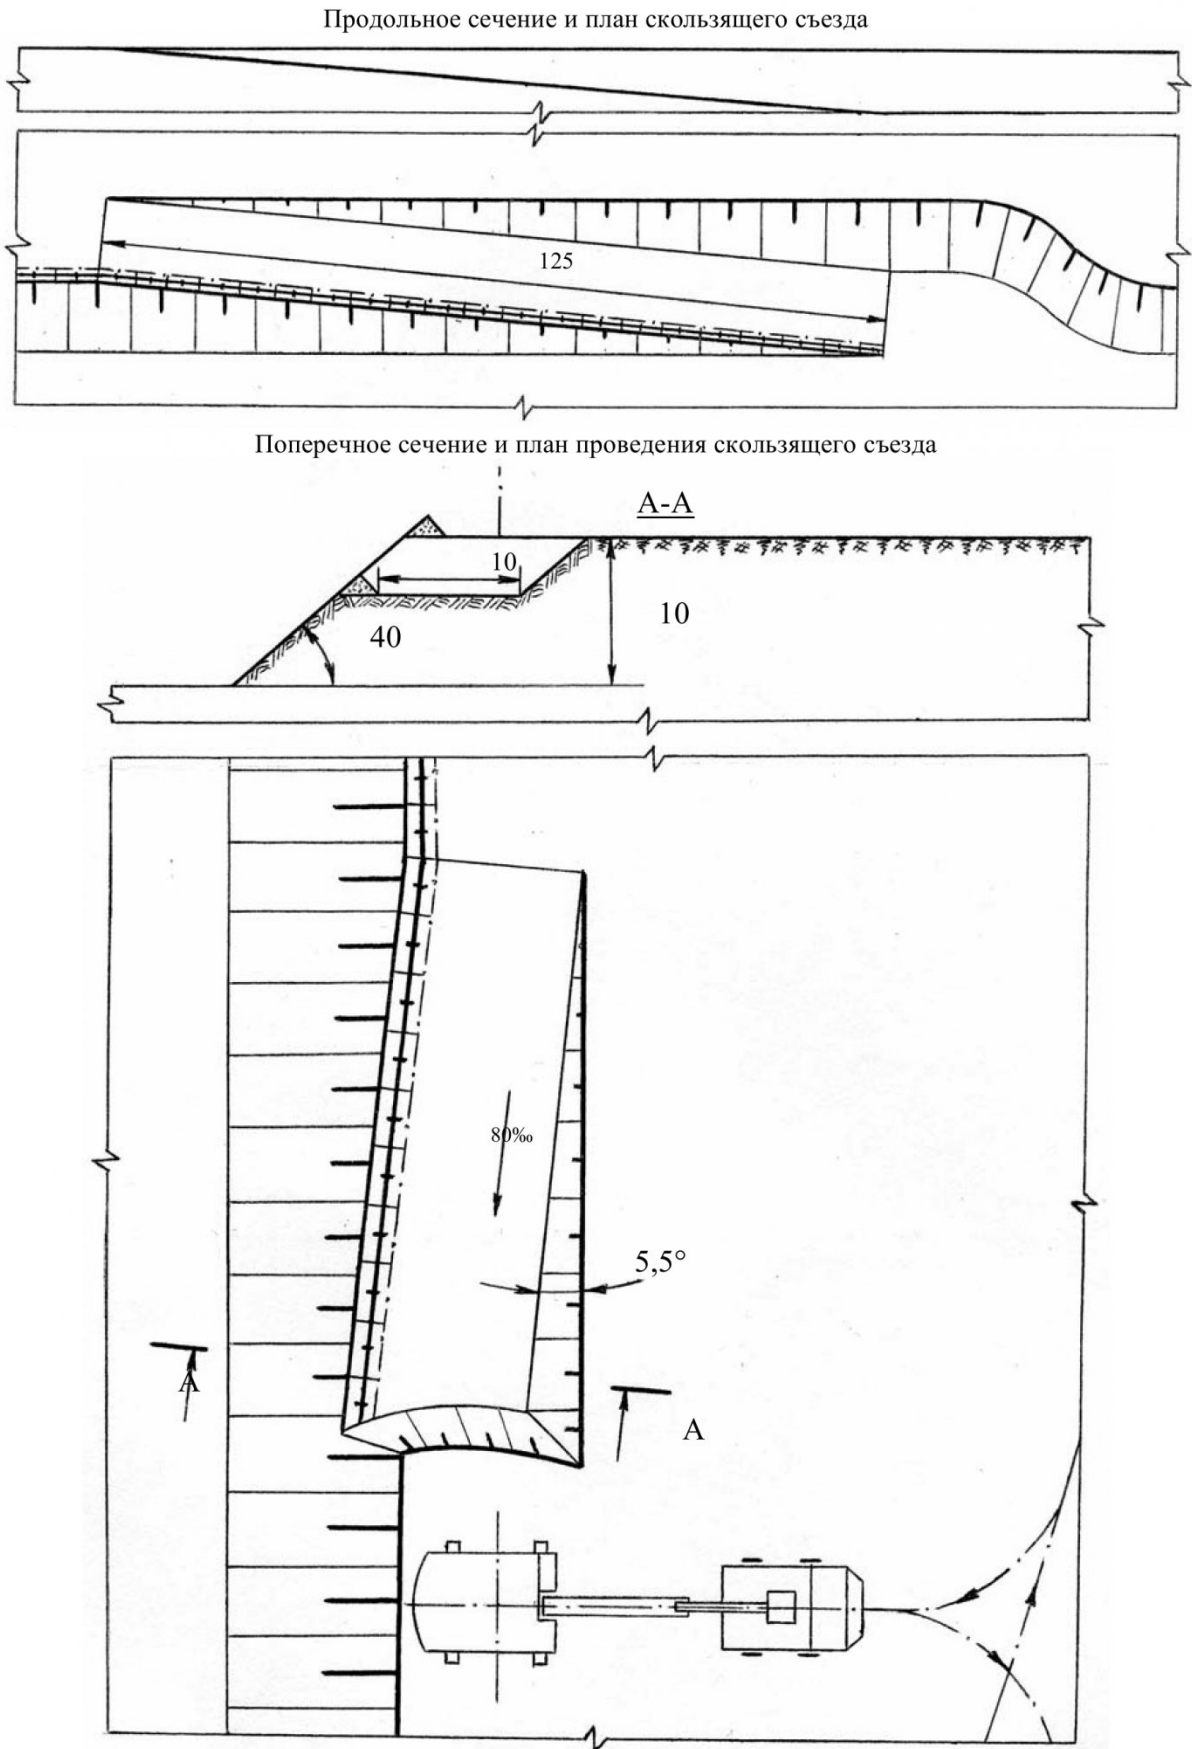 Продольное сечение и план скользящего съезда
125
Поперечное сечение и план проведения скользящего съезда
А-А
10
10
40
80‰
5,5°
А
А